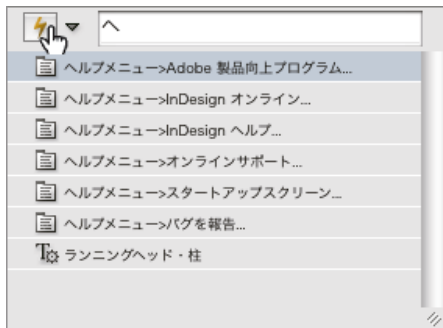 ヘ
ヘルプメニュー>Adobe 製品向上プログラム...
ヘルプメニュー>InDesign オンライン...
ヘルプメニュー>InDesign ヘルプ...
ヘルプメニュー>オンラインサポート...
ヘルプメニュー>スタートアップスクリーン...
ヘルプメニュー>バグを報告...
ランニングヘッド・柱